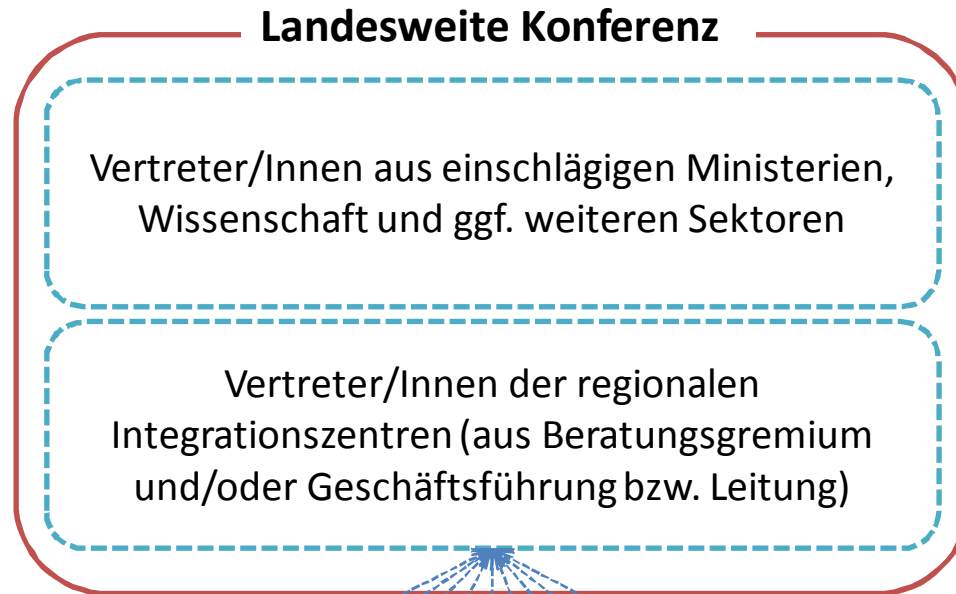 Landesweite Konferenz
Vertreter/Innen aus einschlägigen Ministerien,
Wissenschaft und ggf. weiteren Sektoren
Vertreter/Innen der regionalen
Integrationszentren (aus Beratungsgremium
und/oder Geschäftsführung bzw. Leitung)